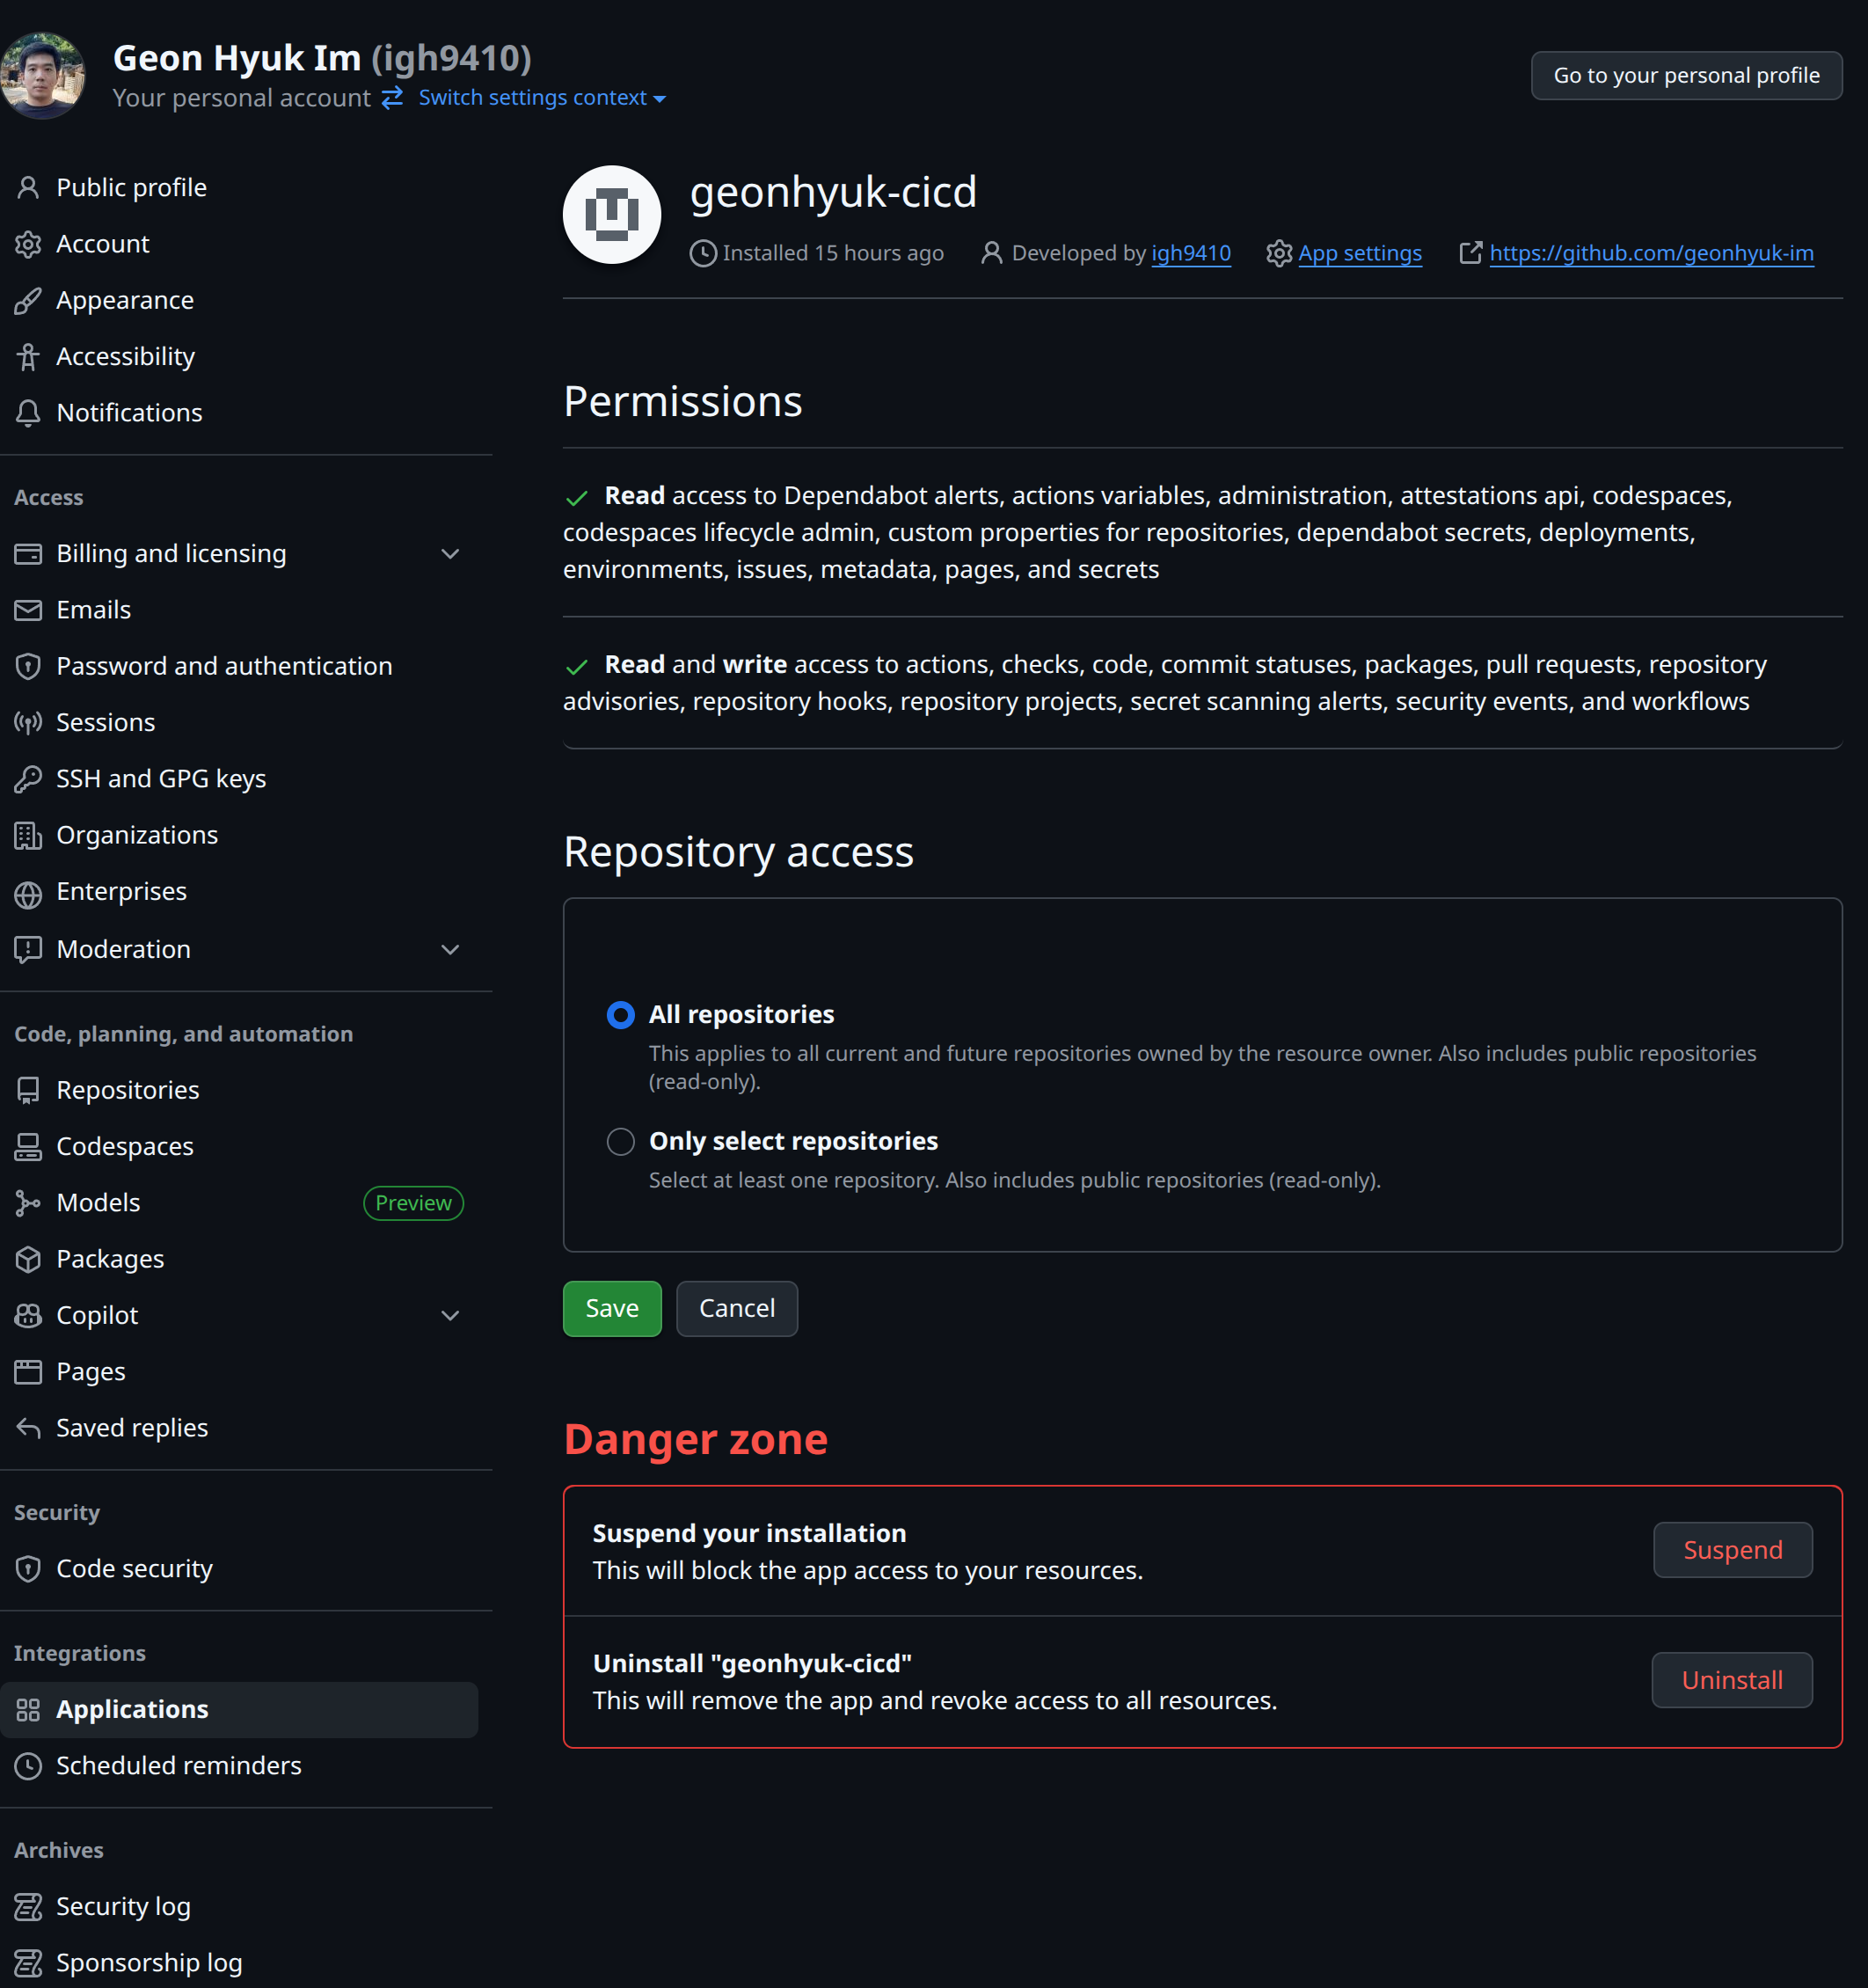 Geon Hyuk Im (igh9410)
Your personal account Switch settings context
Go to your personal profile
Public profile
Account
Appearance
Accessibility
Notifications
Access
Billing and licensing
Emails
Password and authentication
Sessions
SSH and GPG keys
Organizations
Enterprises
Moderation
Code, planning, and automation
Repositories
Codespaces
Models Preview
Packages
Copilot
Pages
Saved replies
Security
Code security
Integrations
Applications
Scheduled reminders
Archives
Security log
Sponsorship log
geonhyuk-cicd
Installed 15 hours ago Developed by igh9410 App settings https://github.com/geonhyuk-im
Permissions
Read access to Dependabot alerts, actions variables, administration, attestations api, codespaces,
codespaces lifecycle admin, custom properties for repositories, dependabot secrets, deployments,
environments, issues, metadata, pages, and secrets
Read and write access to actions, checks, code, commit statuses, packages, pull requests, repository
advisories, repository hooks, repository projects, secret scanning alerts, security events, and workflows
Repository access
All repositories
This applies to all current and future repositories owned by the resource owner. Also includes public repositories
(read-only).
Only select repositories
Select at least one repository. Also includes public repositories (read-only).
Save Cancel
Danger zone
Suspend your installation
This will block the app access to your resources.
Suspend
Uninstall "geonhyuk-cicd"
This will remove the app and revoke access to all resources.
Uninstall